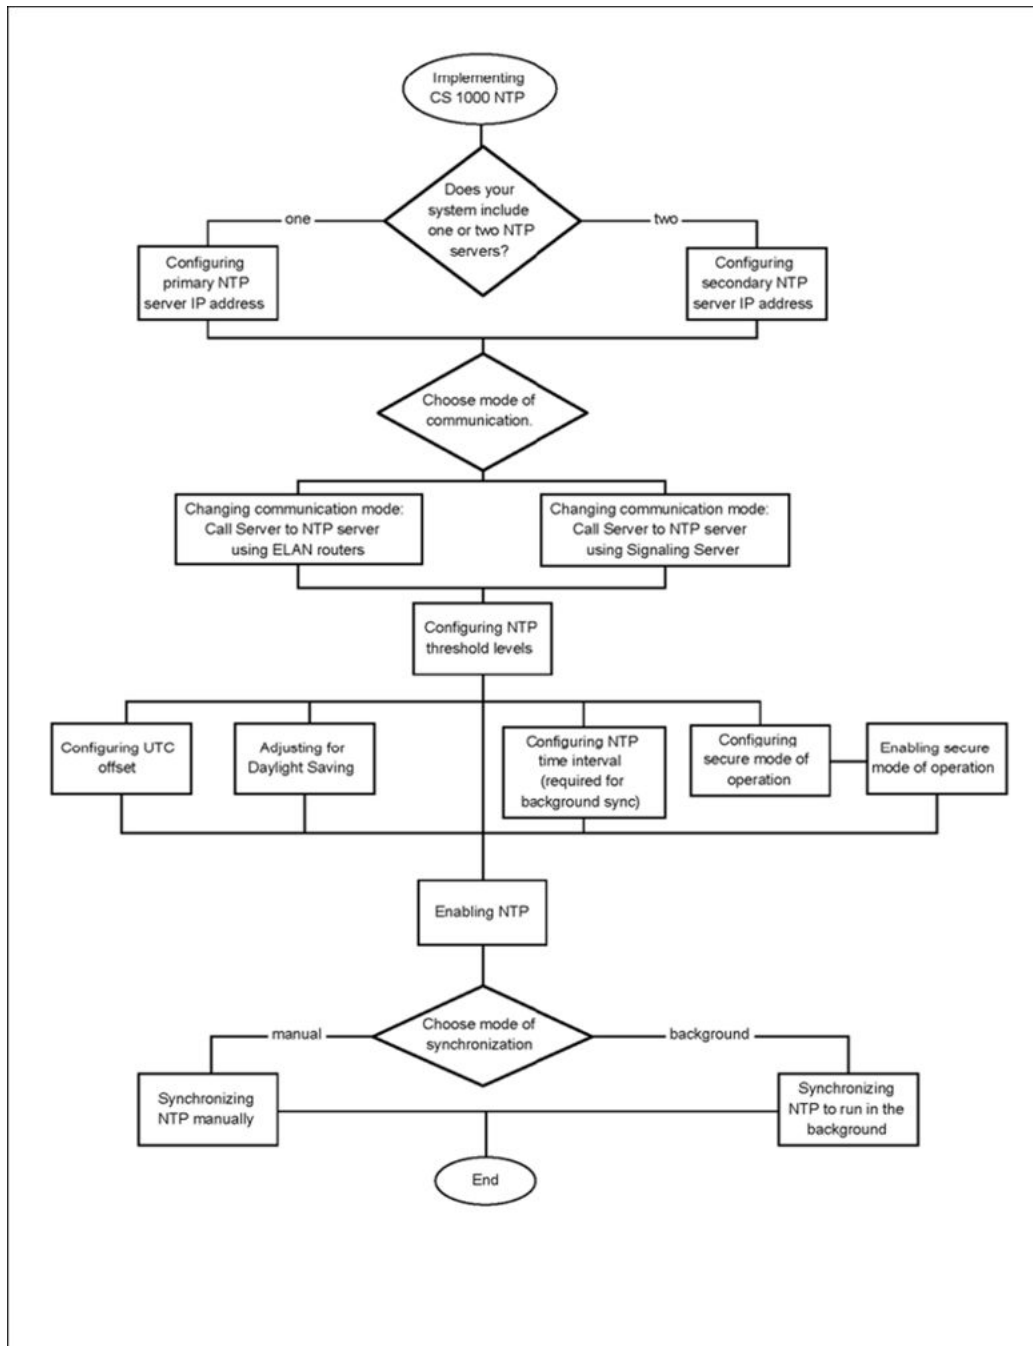 Implementing
CS 1000 NTP
Does your
system include
one or two NTP
servers?
one
two
Configuring
primary NTP
server IP address
Configuring
secondary NTP
server IP address
Choose mode of
communication.
Changing communication mode:
Call Server to NTP server
using ELAN routers
Changing communication mode:
Call Server to NTP server
using Signaling Server
Configuring NTP
threshold levels
Configuring UTC
offset
Adjusting for
Daylight Saving
Configuring NTP
time interval
(required for
background sync)
Configuring
secure mode of
operation
Enabling secure
mode of operation
Enabling NTP
Choose mode of
synchronization
manual
background
Synchronizing
NTP manually
Synchronizing
NTP to run in the
background
End